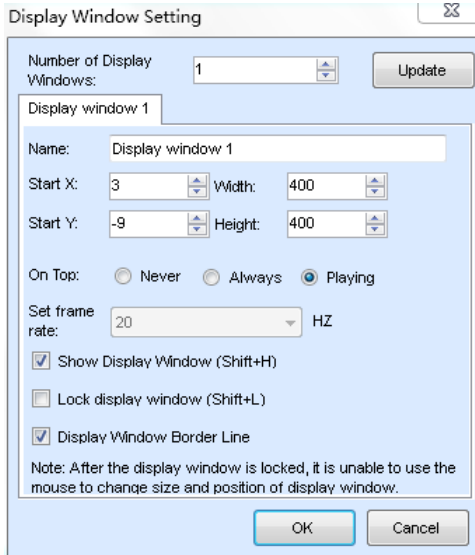 Display Window Setting
Number of Display
Windows:
1
Update
Display window 1
Name: Display window 1
Start X: 3 Width: 400
Start Y: -9 Height: 400
On Top: Never Always Playing
Set frame
rate:
20 HZ
Show Display Window (Shift+H)
Lock display window (Shift+L)
Display Window Border Line
Note: After the display window is locked, it is unable to use the
mouse to change size and position of display window.
OK Cancel